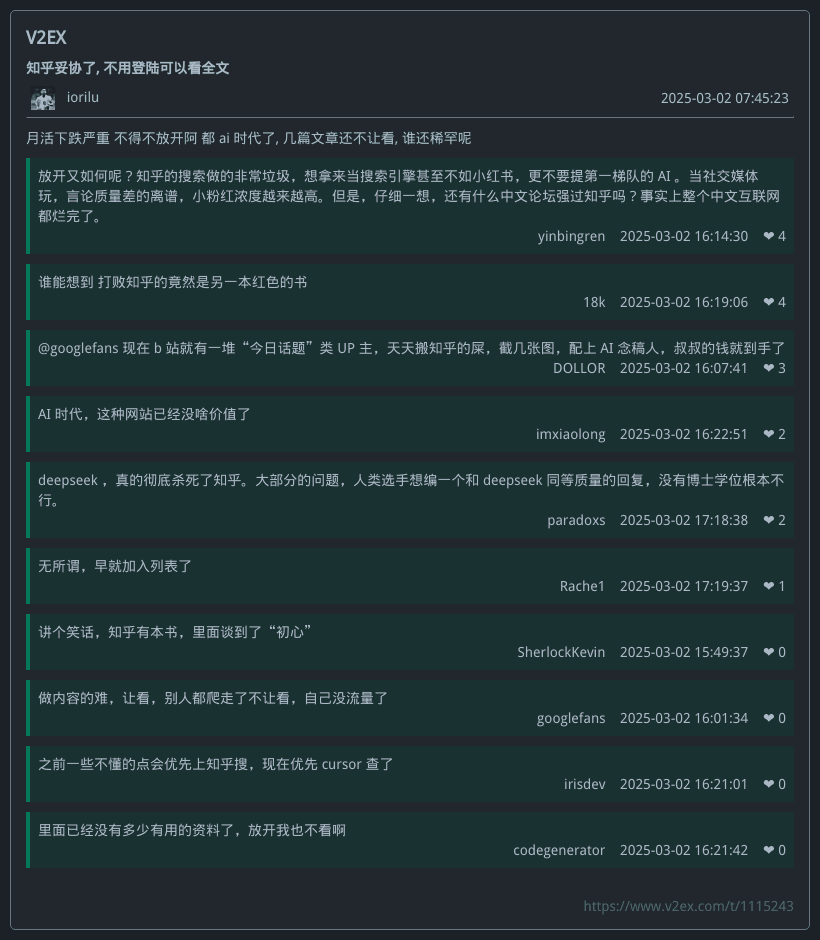 V2EX
知乎妥协了, 不用登陆可以看全文
iorilu 2025-03-02 07:45:23
月活下跌严重 不得不放开阿 都 ai 时代了, 几篇文章还不让看, 谁还稀罕呢
放开又如何呢？知乎的搜索做的非常垃圾，想拿来当搜索引擎甚至不如小红书，更不要提第一梯队的 AI 。当社交媒体
玩，言论质量差的离谱，小粉红浓度越来越高。但是，仔细一想，还有什么中文论坛强过知乎吗？事实上整个中文互联网
都烂完了。
yinbingren 2025-03-02 16:14:30 ❤ 4
谁能想到 打败知乎的竟然是另一本红色的书
18k 2025-03-02 16:19:06 ❤ 4
@googlefans 现在 b 站就有一堆“今日话题”类 UP 主，天天搬知乎的屎，截几张图，配上 AI 念稿人，叔叔的钱就到手了
DOLLOR 2025-03-02 16:07:41 ❤ 3
AI 时代，这种网站已经没啥价值了
imxiaolong 2025-03-02 16:22:51 ❤ 2
deepseek ，真的彻底杀死了知乎。大部分的问题，人类选手想编一个和 deepseek 同等质量的回复，没有博士学位根本不
行。
paradoxs 2025-03-02 17:18:38 ❤ 2
无所谓，早就加入列表了
Rache1 2025-03-02 17:19:37 ❤ 1
讲个笑话，知乎有本书，里面谈到了“初心”
SherlockKevin 2025-03-02 15:49:37 ❤ 0
做内容的难，让看，别人都爬走了不让看，自己没流量了
googlefans 2025-03-02 16:01:34 ❤ 0
之前一些不懂的点会优先上知乎搜，现在优先 cursor 查了
irisdev 2025-03-02 16:21:01 ❤ 0
里面已经没有多少有用的资料了，放开我也不看啊
codegenerator 2025-03-02 16:21:42 ❤ 0
https://www.v2ex.com/t/1115243